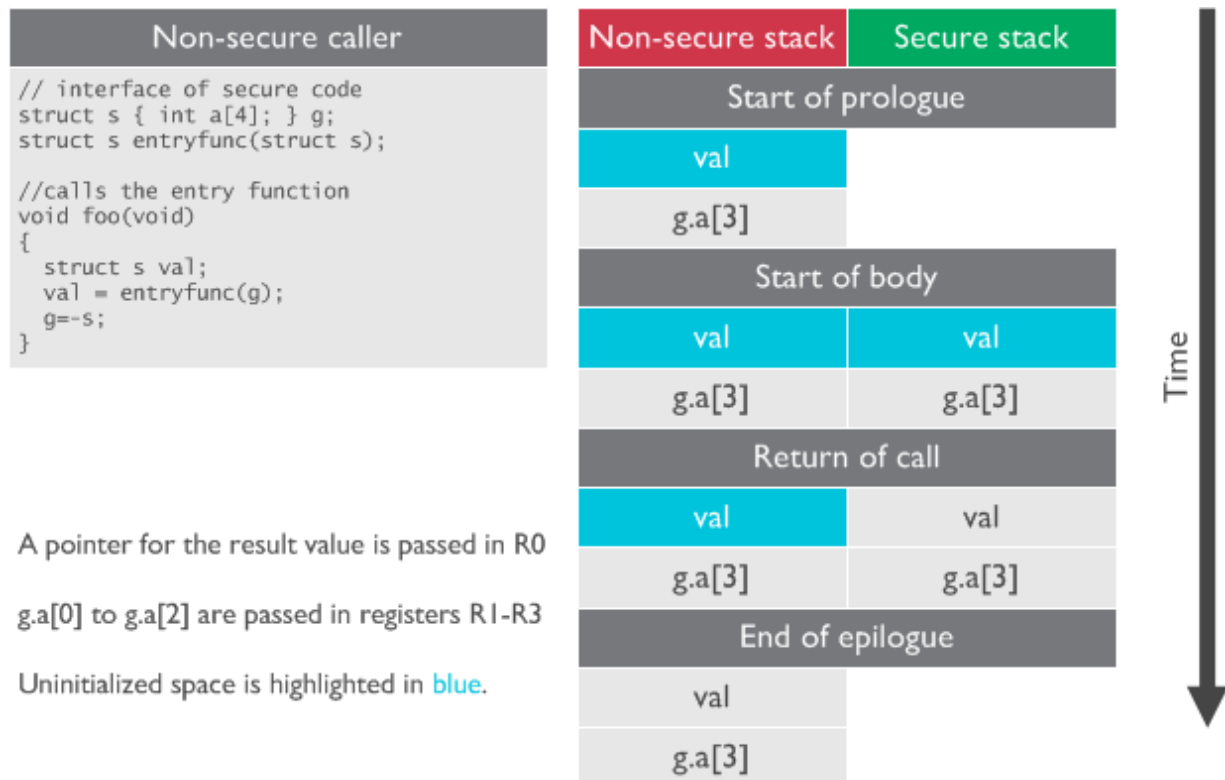 Non-secure caller
// interface of secure code
struct s { int a[4]; } g;
struct s entryfunc(struct s);
//calls the entry function
void foo(void)
{
  struct s val;
  val = entryfunc(g);
  g=-s;
}
A pointer for the result value is passed in R0
g.a[0] to g.a[2] are passed in registers R1-R3
Uninitialized space is highlighted in blue.
Non-secure stack Secure stack
Start of prologue
val
g.a[3]
Start of body
val val
g.a[3] g.a[3]
Return of call
val val
g.a[3] g.a[3]
End of epilogue
val
g.a[3]
Time